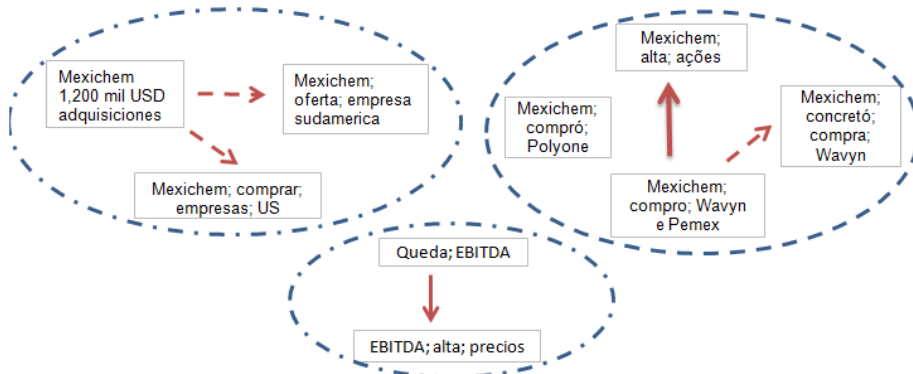 Mexichem
1,200 mil USD
adquisiciones
Mexichem;
oferta; empresa
sudamerica
Mexichem; comprar;
empresas; US
Mexichem;
alta; ações
Mexichem;
compró;
Polyone
Mexichem;
concretó;
compra;
Wavyn
Mexichem;
compro; Wavyn
e Pemex
Queda; EBITDA
EBITDA; alta; precios